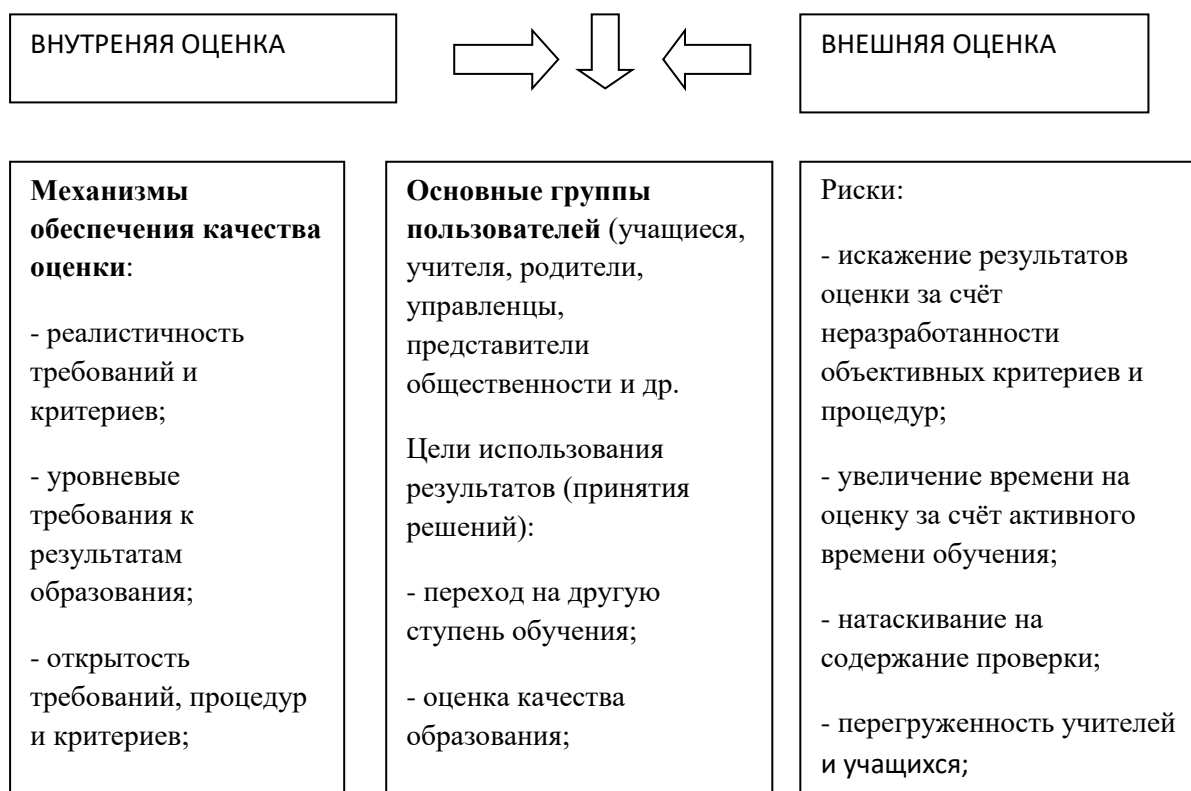 ВНУТРЕНЯЯ ОЦЕНКА
ВНЕШНЯЯ ОЦЕНКА
Механизмы
обеспечения качества
оценки:
- реалистичность
требований и
критериев;
- уровневые
требования к
результатам
образования;
- открытость
требований, процедур
и критериев;
Основные группы
пользователей (учащиеся,
учителя, родители,
управленцы,
представители
общественности и др.
Цели использования
результатов (принятия
решений):
- переход на другую
ступень обучения;
- оценка качества
образования;
Риски:
- искажение результатов
оценки за счёт
неразработанности
объективных критериев и
процедур;
- увеличение времени на
оценку за счёт активного
времени обучения;
- натаскивание на
содержание проверки;
- перегруженность учителей
и учащихся;